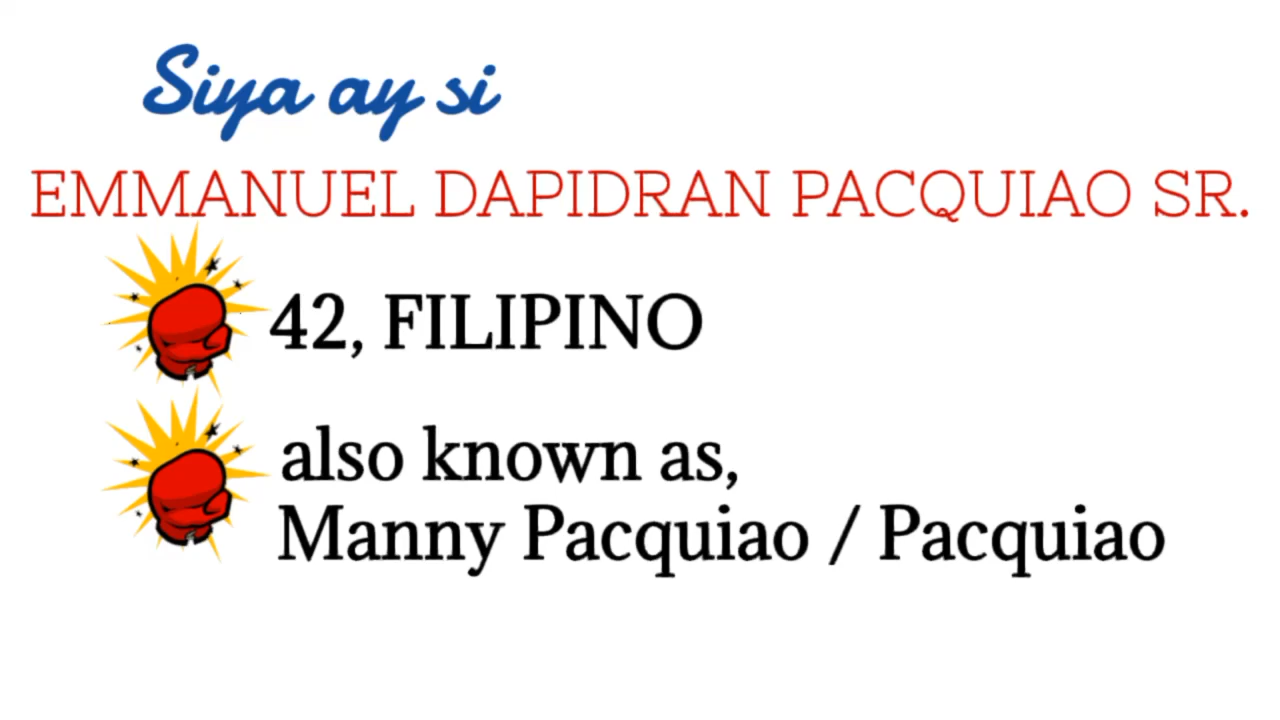 Siya ay si
EMMANUEL DAPIDRAN PACQUIAO SR.
42, FILIPINO
also known as,
Manny Pacquiao / Pacquiao